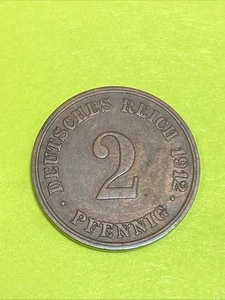 DEUTSCHES REICH 1912
2
· PFENNIG ·